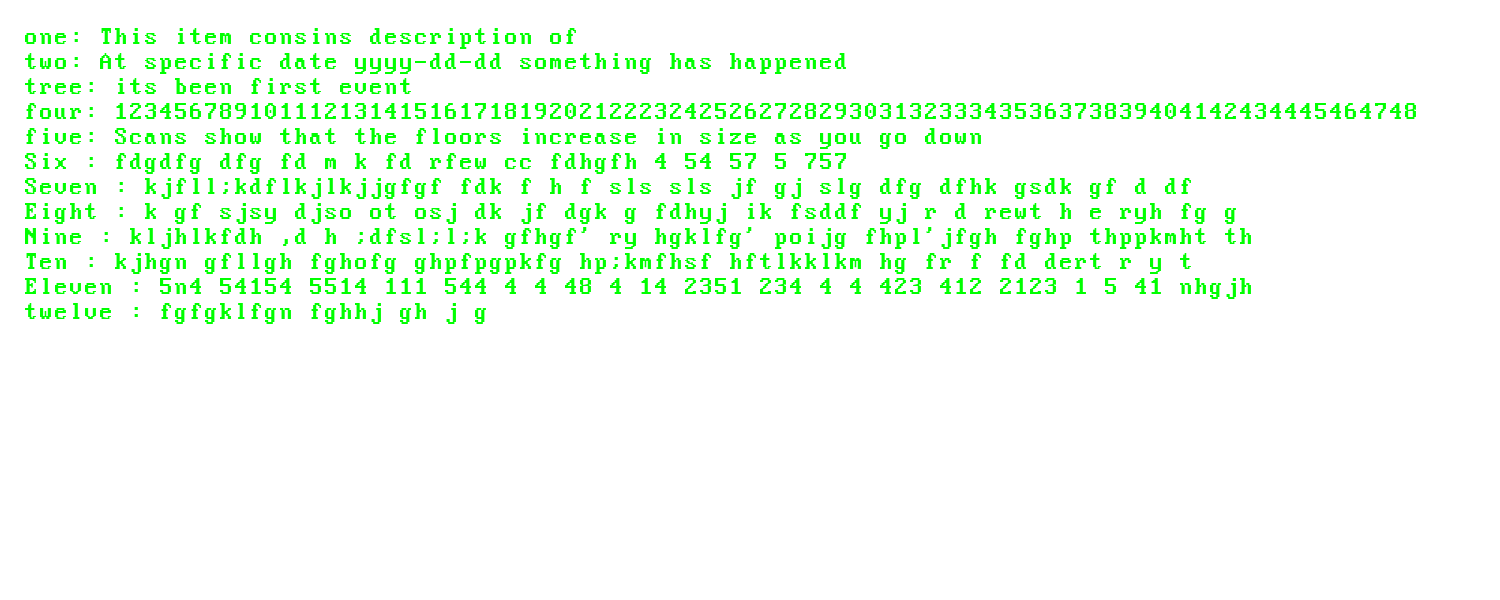 one: This item consins description of
two: At specific date yyyy-dd-dd something has happened
tree: its been first event
four: 123456789101112131415161718192021222324252627282930313233343536373839404142434445464748
five: Scans show that the floors increase in size as you go down
Six : fdgdfg dfg fd m k fd rfew cc fdhgfh 4 54 57 5 757
Seven : kjfll;kdflkjlkjjgfgf fdk f h f sls sls jf gj slg dfg dfhk gsdk gf d df
Eight : k gf sjsy djso ot osj dk jf dgk g fdhyj ik fsddf yj r d rewt h e ryh fg g
Nine : kljhlkfdh ,d h ;dfsl;l;k gfhgf' ry hgklfg' poijg fhpl'jfgh fghp thppkmht th
Ten : kjhgn gfllgh fghofg ghpfpgpkfg hp;kmfhsf hftlkklkm hg fr f fd dert r y t
Eleven : 5n4 54154 5514 111 544 4 4 48 4 14 2351 234 4 4 423 412 2123 1 5 41 nhgjh
twelve : fgfgklfgn fghhj gh j g